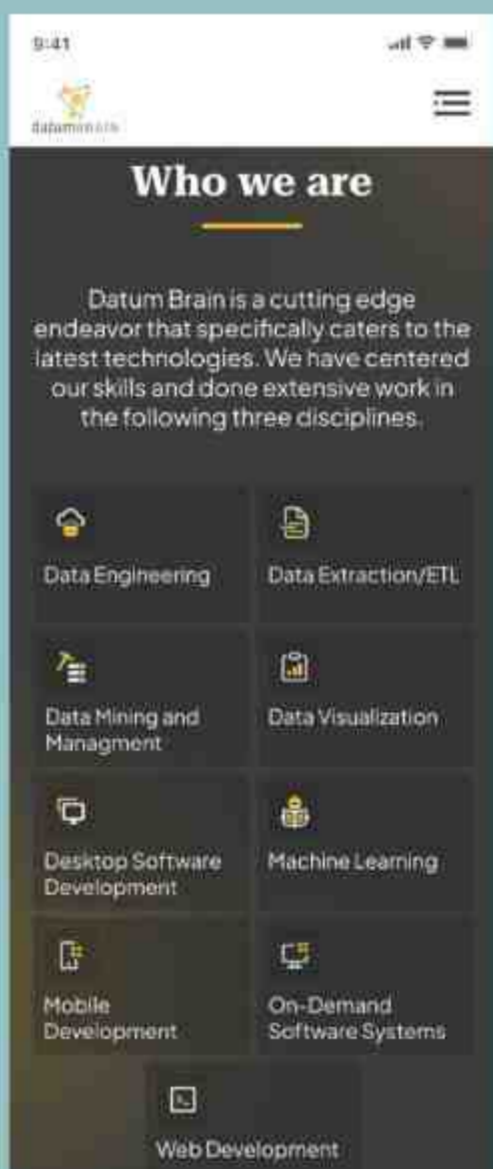 9:41
Who we are
Datum Brain is a cutting edge
endeavor that specifically caters to the
latest technologies. We have centered
our skills and done extensive work in
the following three disciplines.
Data Engineering
Data Extraction/ETL
Data Mining and
Managment
Data Visualization
Desktop Software
Development
Machine Learning
Mobile
Development
On-Demand
Software Systems
Web Development